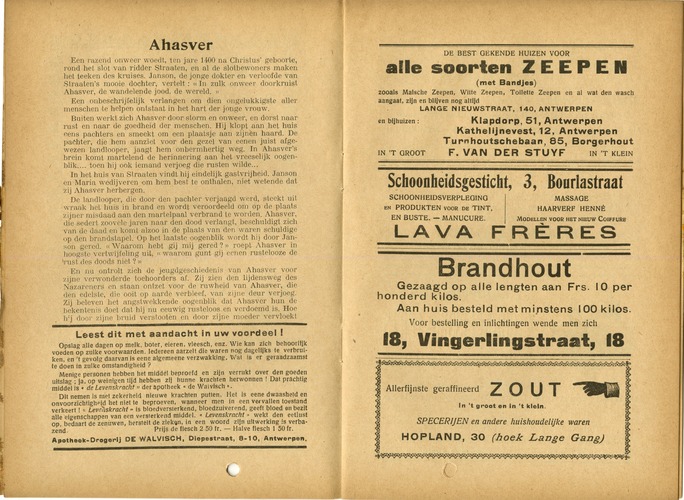 Ahasver
Een razend onweer woedt, ten jare 1400 na Christus' geboorte,
rond het slot van ridder Straaten, en al de slotbewoners maken
het teeken des kruises. Janson, de jonge dokter en verloofde van
Straaten's mooie dochter, vertelt : « In zulk onweer doorkruist
Ahasver, de wandelende jood, de wereld. »
Een onbeschrijfelijk verlangen om dien ongelukkigste aller
menschen te helpen ontstaat in het hart der jonge vrouw.
Buiten werkt zich Ahasver door storm en onweer, en dorst naar
rust en naar de goedheid der menschen. Hij klopt aan het huis
eens pachters en smeekt om een plaatsje aan zijnen haard. De
pachter, die hem aanziet voor den geest van eenen juist afge-
wezen landlooper, jaagt hem onbermhertig weg. In Ahasver's
brein komt martelend de herinnering aan het vreeselijk oogen-
blik.... toen hij ook iemand verjoeg die rusten wilde...
In het huis van Straaten vindt hij eindelijk gastvrijheid. Janson
en Maria wedijveren om hem best te onthalen, niet wetende dat
zij Ahasver herbergen.
De landlooper, die door den pachter verjaagd werd, steekt uit
wraak het huis in brand en wordt veroordeeld om op de plaats
zijner misdaad aan den martelpaal verbrand te worden. Ahasver,
die sedert zoovele jaren naar den dood verlangt, beschuldigt zich
van de daad en komt alzoo in de plaats van den waren schuldige
op den brandstapel. Op het laatste oogenblik wordt hij door Jan-
son gered. « Waarom hebt gij mij gered ? » roept Ahasver in
hoogste vertwijfeling uit, « waarom gunt gij eenen rustelooze de
rust des doods niet ? »
En nu ontrolt zich de jeugdgeschiedenis van Ahasver voor
zijne verwonderde toehoorders af. Zij zien den lijdensweg des
Nazareners en staan ontzet voor de ruwheid van Ahasver, die
den edelste, die ooit op aarde verbleef, van zijne deur verjoeg.
Zij beleven het angstwekkende oogenblik dat Ahasver hun de
bekentenis doet dat hij nu eeuwig rusteloos en verdoemd is. Hoe
hij door zijne bruid verstooten en door zijne moeder vervloekt
Leest dit met aandacht in uw voordeel !
Opslag alle dagen op melk, boter, eieren, vleesch, enz. Wie kan zich behoorlijk
voeden op zulke voorwaarden. Iedereen aarzelt die waren nog dagelijks te verbrui-
ken, en 't gevolg daarvan is eene algemeene verzwakking. Wat is er geraadzaamst
te doen in zulke omstandigheid ?
Menige personen hebben het middel beproefd en zijn verrukt over den goeden
uitslag ; ja, op weinigen tijd hebben zij hunne krachten herwonnen ! Dat prachtig
middel is « de Levenskracht » der apotheek « de Walvisch ».
Dit nemen is niet zekerheid nieuwe krachten putten. Het is eene dwaasheid en
onvoorzichtigheid het niet te beproeven, wanneer men in een vervallen toestand
verkeert ! « Levenskracht » is bloedversterkend, bloedzuiverend, geeft bloed en bezit
alle eigenschappen van een versterkend middel. « Levenskracht » wekt den eetlust
op, bedaart de zenuwen, herstelt de zieken, in een woord zijn uitwerking is verba-
zend. Prijs de flesch 2 50 fr. — Halve flesch 1 50 fr.
Apotheek-Drogerij DE WALVISCH, Diepestraat, 8-10, Antwerpen.
DE BEST GEKENDE HUIZEN VOOR
alle soorten ZEEPEN
(met Bandjes)
zooals Malsche Zeepen, Witte Zeepen, Toilette Zeepen en al wat den wasch
aangaat, zijn en blijven nog altijd
LANGE NIEUWSTRAAT, 140, ANTWERPEN
en bijhuizen : Klapdorp, 51, Antwerpen
Kathelijnevest, 12, Antwerpen
Turnhoutschebaan, 85, Borgerhout
IN 'T GROOT F. VAN DER STUYF IN 'T KLEIN
Schoonheidsgesticht, 3, Bourlastraat
SCHOONHEIDSVERPLEGING
en PRODUKTEN VOOR DE TINT,
EN BUSTE. — MANUCURE.
MASSAGE
HAARVERF HENNÉ
MODELLEN VOOR HET NIEUW COIFFURE
LAVA FRÈRES
Brandhout
Gezaagd op alle lengten aan Frs. 10 per
honderd kilos.
Aan huis besteld met minstens 100 kilos.
Voor bestelling en inlichtingen wende men zich
18, Vingerlingstraat, 18
Allerfijnste geraffineerd ZOUT
In 't groot en in 't klein.
SPECERIJEN en andere huishoudelijke waren
HOPLAND, 30 (hoek Lange Gang)